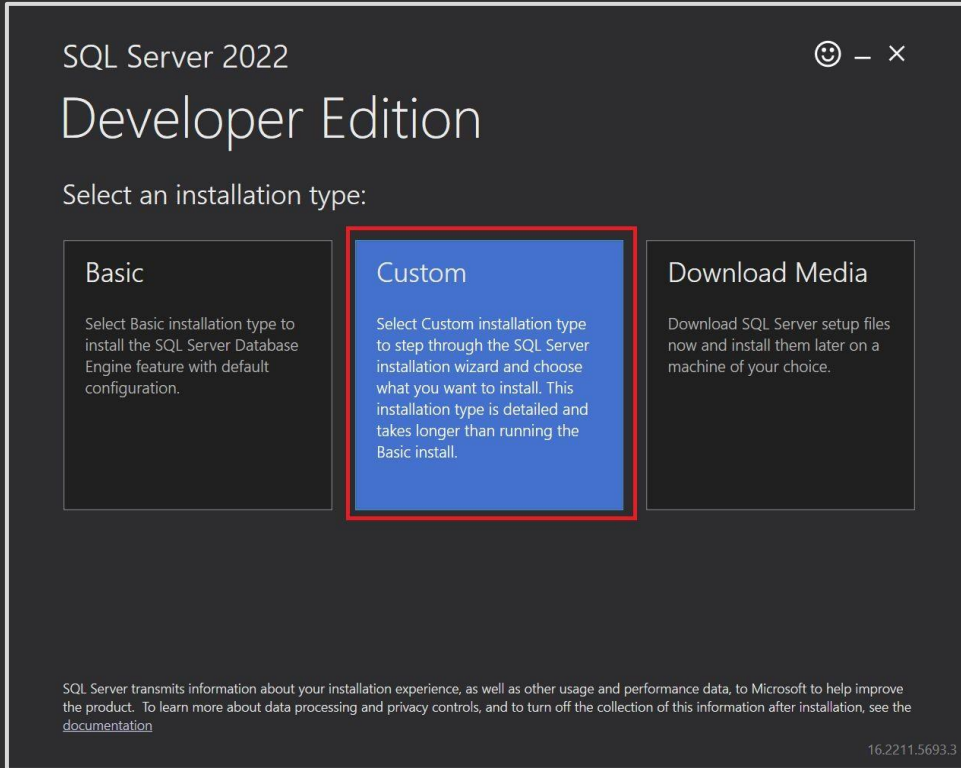 SQL Server 2022
Developer Edition
Select an installation type:
Basic
Select Basic installation type to
install the SQL Server Database
Engine feature with default
configuration.
Custom
Select Custom installation type
to step through the SQL Server
installation wizard and choose
what you want to install. This
installation type is detailed and
takes longer than running the
Basic install.
Download Media
Download SQL Server setup files
now and install them later on a
machine of your choice.
SQL Server transmits information about your installation experience, as well as other usage and performance data, to Microsoft to help improve
the product. To learn more about data processing and privacy controls, and to turn off the collection of this information after installation, see the
documentation
16.2211.5693.3